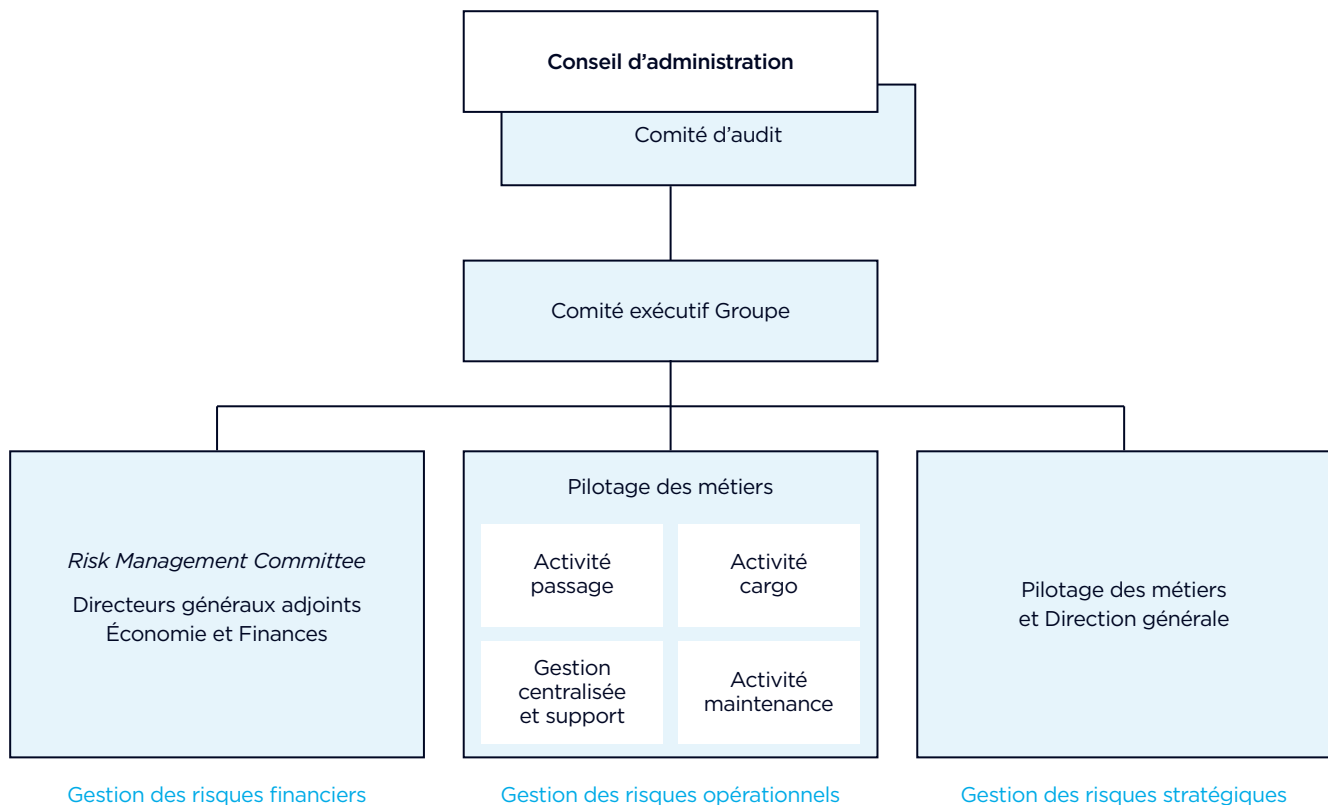 Conseil d’administration
Comité d’audit
Comité exécutif Groupe
Risk Management Committee
Directeurs généraux adjoints
Économie et Finances
Gestion des risques financiers
Pilotage des métiers
Activité
passage
Activité
cargo
Gestion
centralisée
et support
Activité
maintenance
Gestion des risques opérationnels
Pilotage des métiers
et Direction générale
Gestion des risques stratégiques